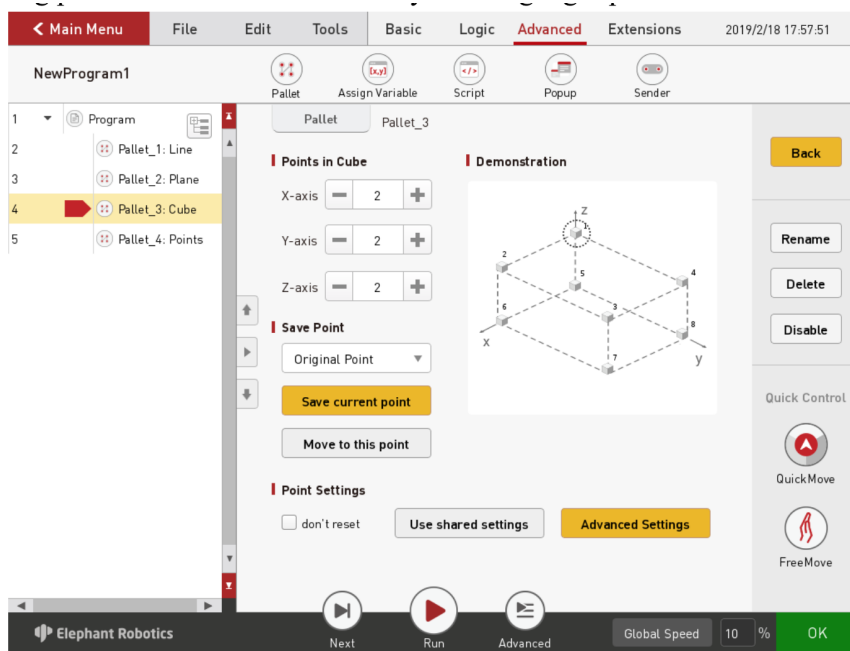 Main Menu File Edit Tools Basic Logic Advanced Extensions 2019/2/18 17:57:51
NewProgram1
Pallet Assign Variable Script Popup Sender
[x,y] </>
1 Program
2 Pallet_1: Line
3 Pallet_2: Plane
4 Pallet_3: Cube
5 Pallet_4: Points
Pallet Pallet_3
Points in Cube
X-axis 2
Y-axis 2
Z-axis 2
Save Point
Original Point
Save current point
Move to this point
Point Settings
don't reset Use shared settings Advanced Settings
Demonstration
z
1
2
5
4
6
3
8
x
7
y
Back
Rename
Delete
Disable
Quick Control
QuickMove
FreeMove
Elephant Robotics Next Run Advanced Global Speed 10 % OK